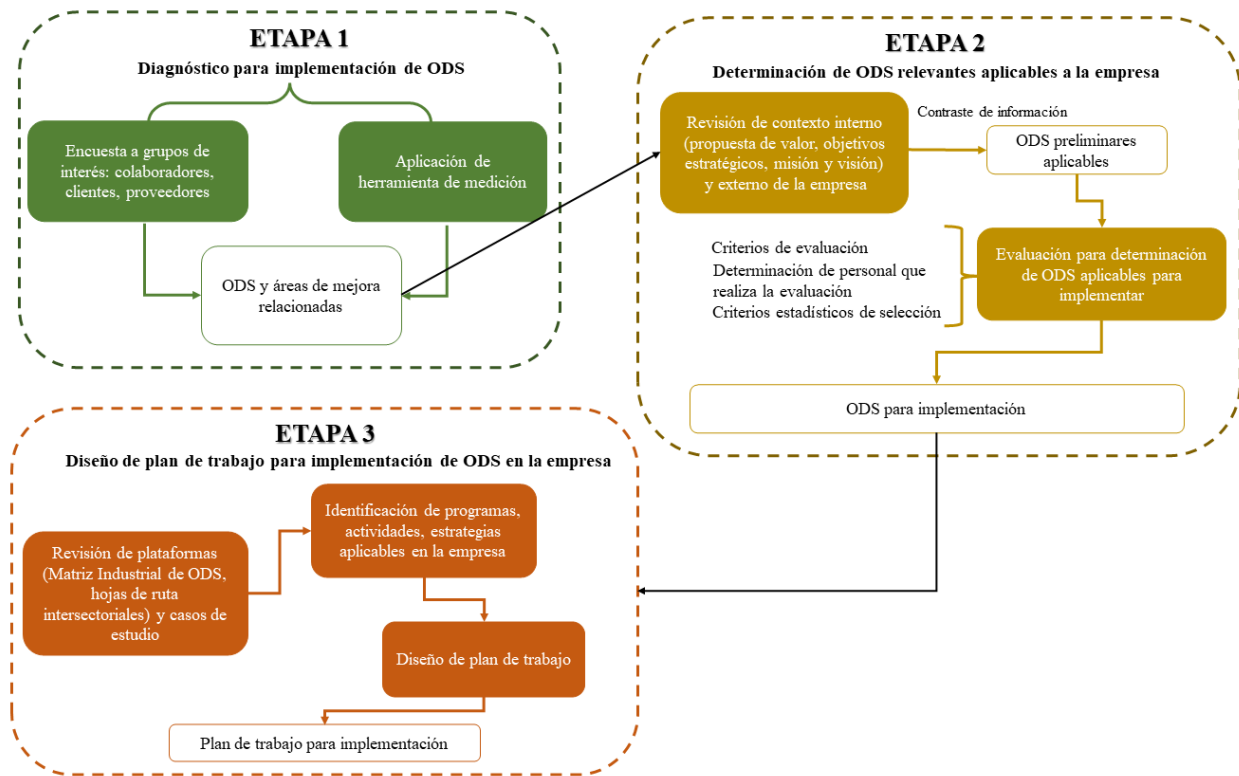 ETAPA 1
Diagnóstico para implementación de ODS
Encuesta a grupos de
interés: colaboradores,
clientes, proveedores
Aplicación de
herramienta de medición
ODS y áreas de mejora
relacionadas
ETAPA 2
Determinación de ODS relevantes aplicables a la empresa
Revisión de contexto interno
(propuesta de valor, objetivos
estratégicos, misión y visión)
y externo de la empresa
Contraste de información
ODS preliminares
aplicables
Criterios de evaluación
Determinación de personal que
realiza la evaluación
Criterios estadísticos de selección
Evaluación para determinación
de ODS aplicables para
implementar
ODS para implementación
ETAPA 3
Diseño de plan de trabajo para implementación de ODS en la empresa
Revisión de plataformas
(Matriz Industrial de ODS,
hojas de ruta
intersectoriales) y casos de
estudio
Identificación de programas,
actividades, estrategias
aplicables en la empresa
Diseño de plan de trabajo
Plan de trabajo para implementación